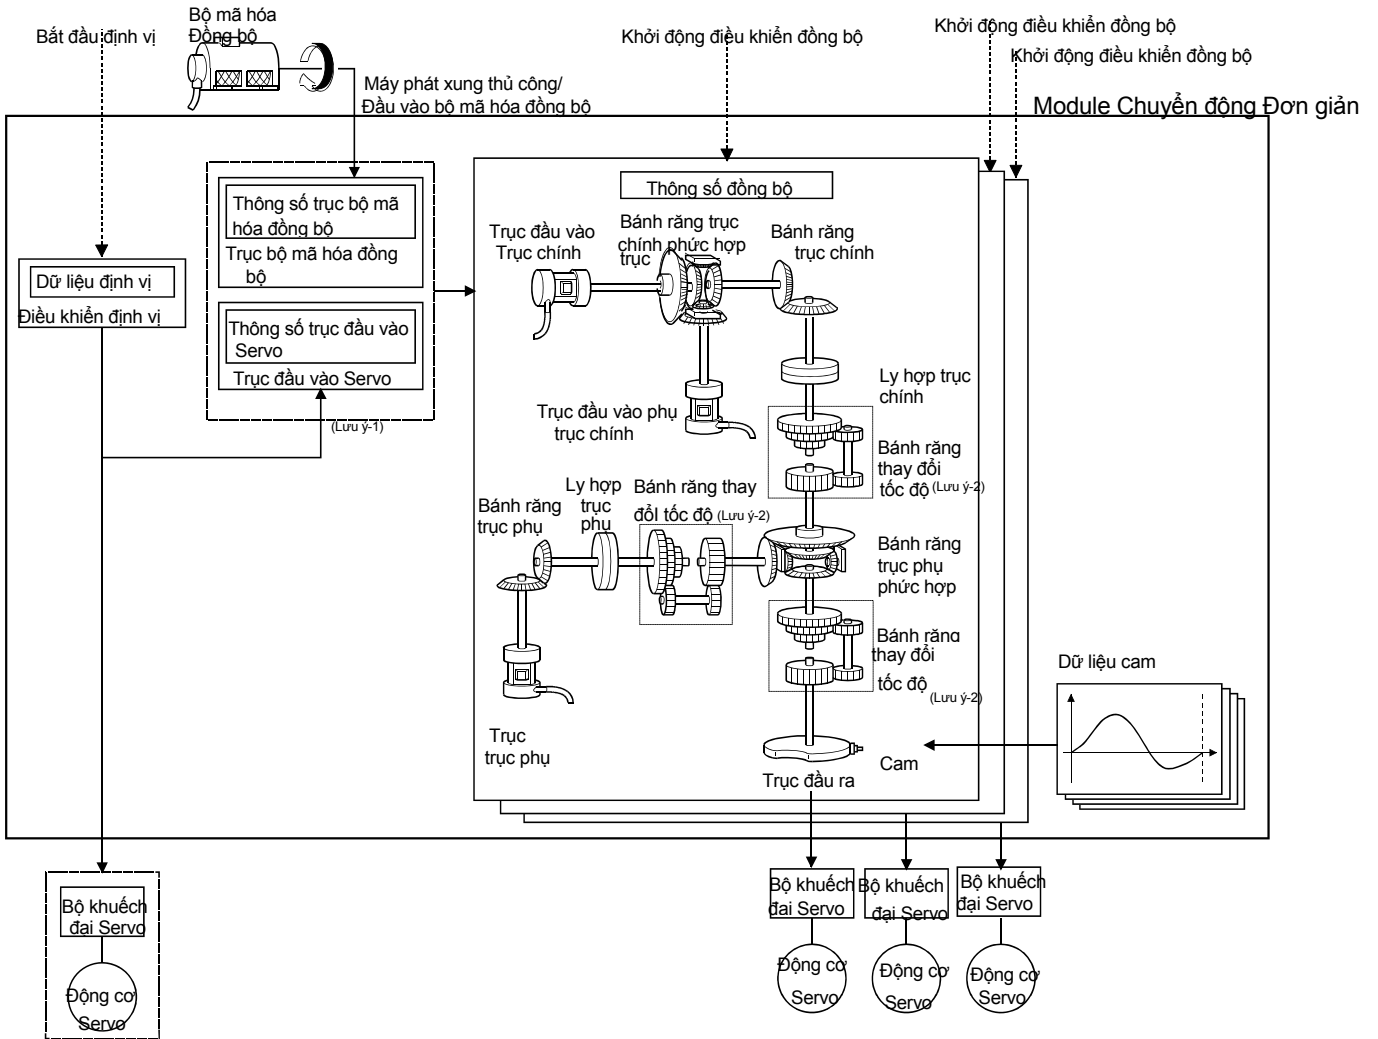 Bộ mã hóa
Đồng bộ
Bắt đầu định vị
Khởi động điều khiển đồng bộ
Khởi động điều khiển đồng bộ
Khởi động điều khiển đồng bộ
Máy phát xung thủ công/
Đầu vào bộ mã hóa đồng bộ
Module Chuyển động Đơn giản
Thông số đồng bộ
Thông số trục bộ mã
hóa đồng bộ
Trục bộ mã hóa đồng
bộ
Dữ liệu định vị
Điều khiển định vị
Thông số trục đầu vào
Servo
Trục đầu vào Servo
(Lưu ý-1)
Trục đầu vào
Trục chính
Bánh răng trục
chính phức hợp
trục
Bánh răng
trục chính
Ly hợp trục
chính
Trục đầu vào phụ
trục chính
Bánh răng
thay đổi
tốc độ (Lưu ý-2)
Bánh răng
trục phụ
Ly hợp
trục
phụ
Bánh răng thay
đổI tốc độ (Lưu ý-2)
Bánh răng
trục phụ
phức hợp
Bánh răng
thay đổi
tốc độ (Lưu ý-2)
Trục
trục phụ
Cam
Trục đầu ra
Dữ liệu cam
Bộ khuếch
đại Servo
Động cơ
Servo
Bộ khuếch
đại Servo
Động cơ
Servo
Bộ khuếch
đại Servo
Động cơ
Servo
Bộ khuếch
đại Servo
Động cơ
Servo